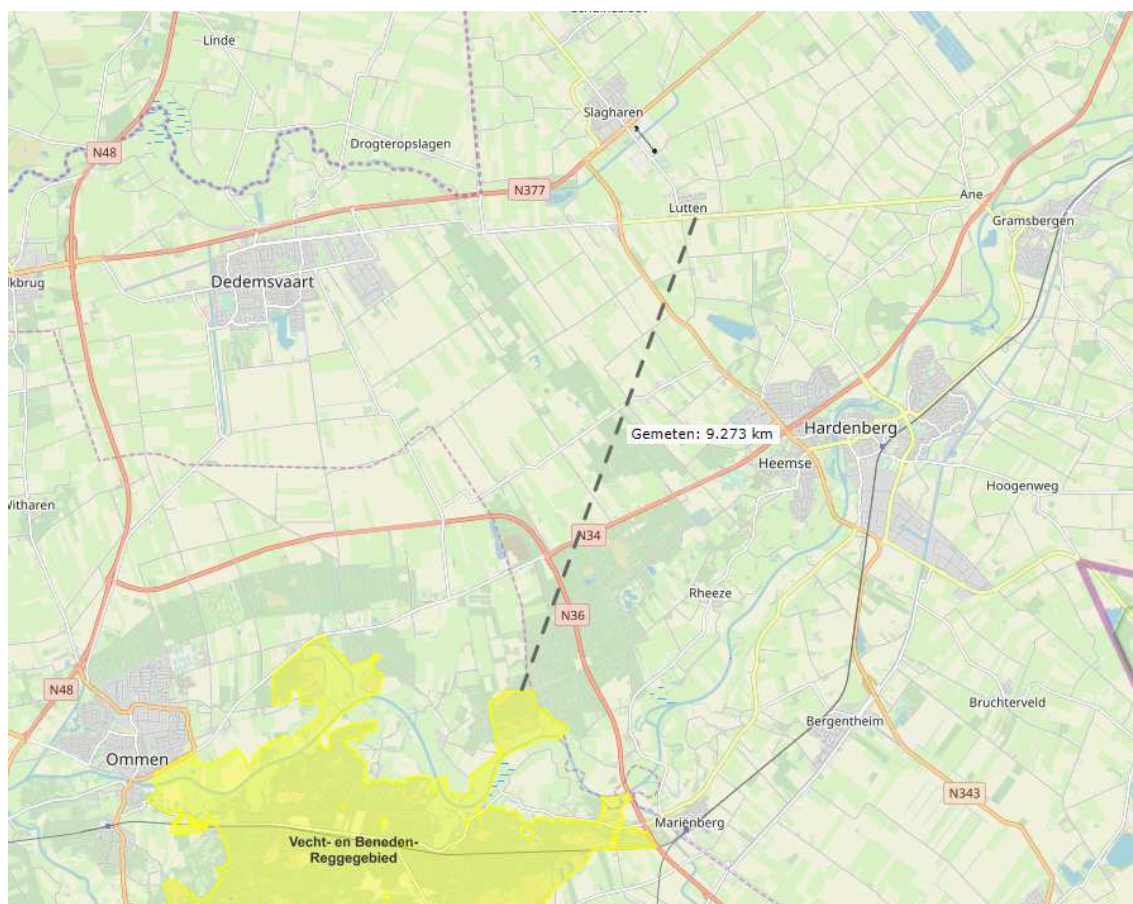 Linde
Slagharen
N48
Drogteropslagen
N377
Lutten
Ane
Gramsbergen
lkbrug
Dedemsvaart
Gemeten: 9.273 km
Hardenberg
Heemse
Hoogenweg
Witharen
N34
Rheeze
N36
N48
Bruchterveld
Bergentheim
Ommen
N343
Mariënberg
Vecht- en Beneden-
Reggegebied